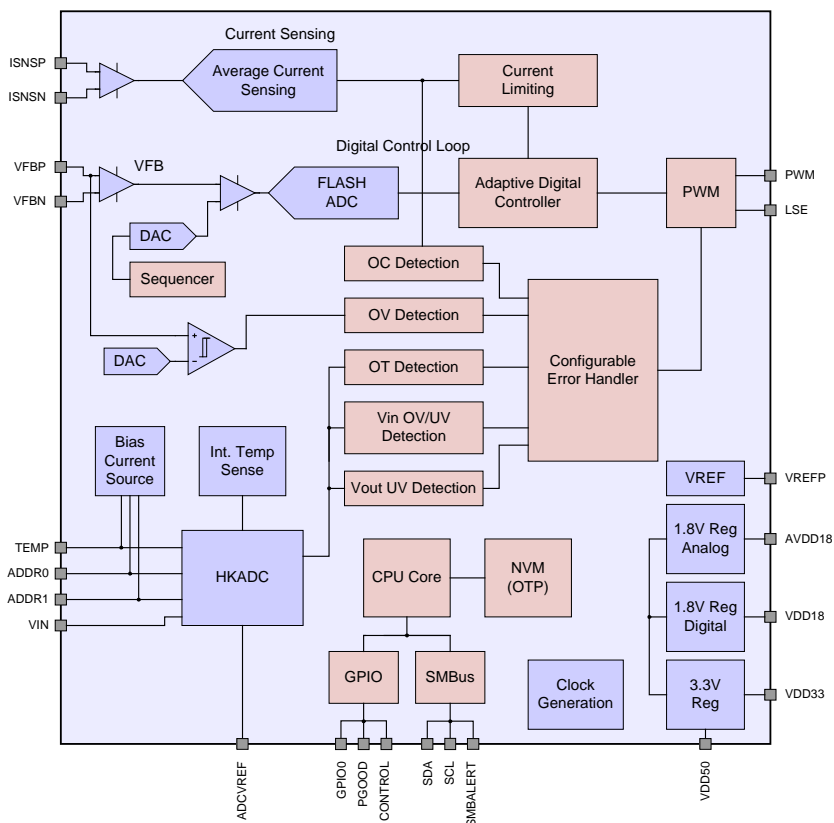 Current Sensing
ISNSP
ISNSN
Average Current
Sensing
Current
Limiting
Digital Control Loop
VFBP
VFBN
VFB
FLASH
ADC
Adaptive Digital
Controller
PWM
PWM
LSE
DAC
Sequencer
OC Detection
OV Detection
+
-
DAC
OT Detection
Configurable
Error Handler
Vin OV/UV
Detection
Vout UV Detection
Bias
Current
Source
Int. Temp
Sense
VREF
VREFP
TEMP
ADDR0
ADDR1
VIN
HKADC
CPU Core
NVM
(OTP)
1.8V Reg
Analog
AVDD18
1.8V Reg
Digital
VDD18
GPIO
SMBus
Clock
Generation
3.3V
Reg
VDD33
ADCVREF
GPIO0
PGOOD
CONTROL
SDA
SCL
SMBALERT
VDD50